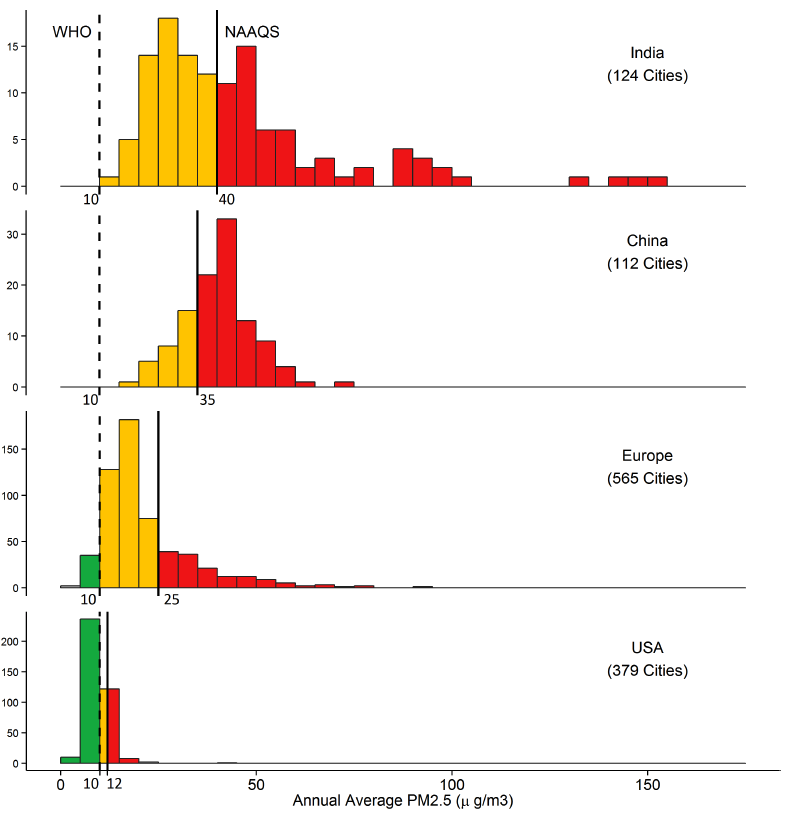 WHO NAAQS
India
(124 Cities)
15
10
5
0
10 40
China
(112 Cities)
30
20
10
0
10 35
Europe
(565 Cities)
150
100
50
0
10 25
USA
(379 Cities)
200
150
100
50
0
0 10 12 50 100 150
Annual Average PM2.5 (μ g/m3)